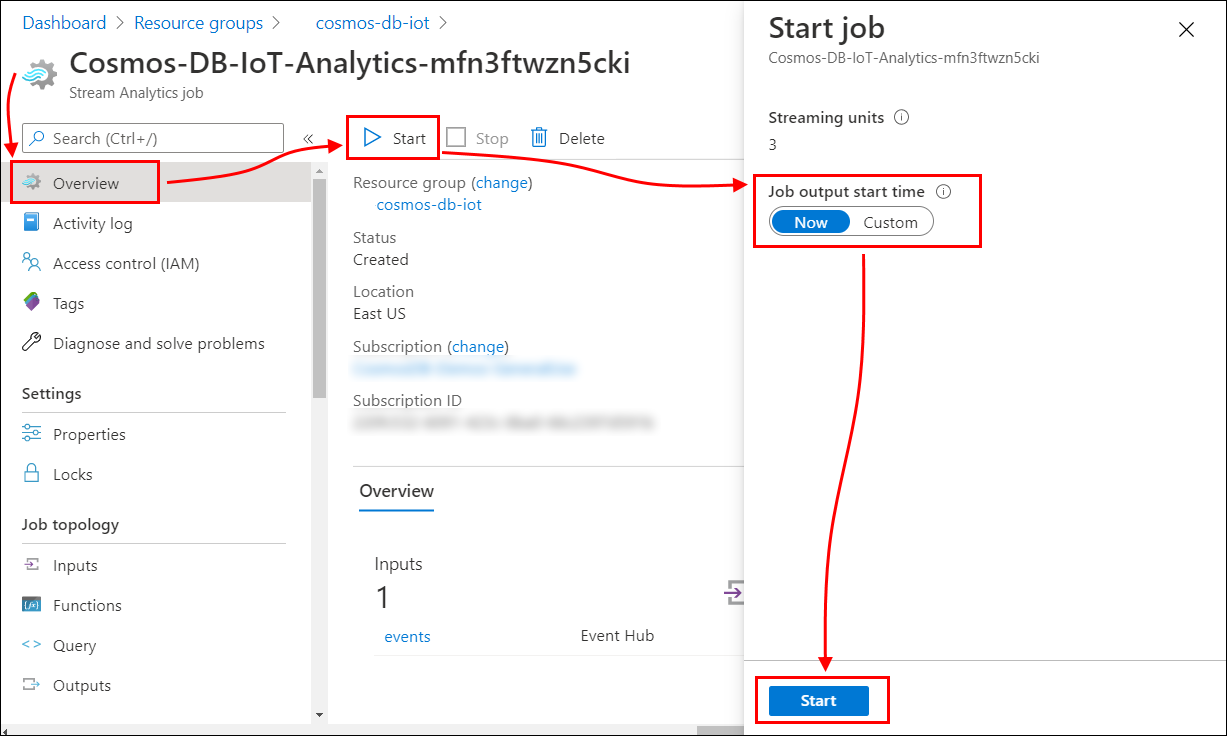 Dashboard > Resource groups > cosmos-db-iot >
Cosmos-DB-IoT-Analytics-mfn3ftwzn5cki
Stream Analytics job
Search (Ctrl+/)
«
Overview
Activity log
Access control (IAM)
Tags
Diagnose and solve problems
Settings
Properties
Locks
Job topology
Inputs
Functions
Query
Outputs
Start
Stop
Delete
Resource group (change)
cosmos-db-iot
Status
Created
Location
East US
Subscription (change)
Subscription ID
Overview
Inputs
1
events Event Hub
Start job
Cosmos-DB-IoT-Analytics-mfn3ftwzn5cki
Streaming units
3
Job output start time
Now Custom
Start